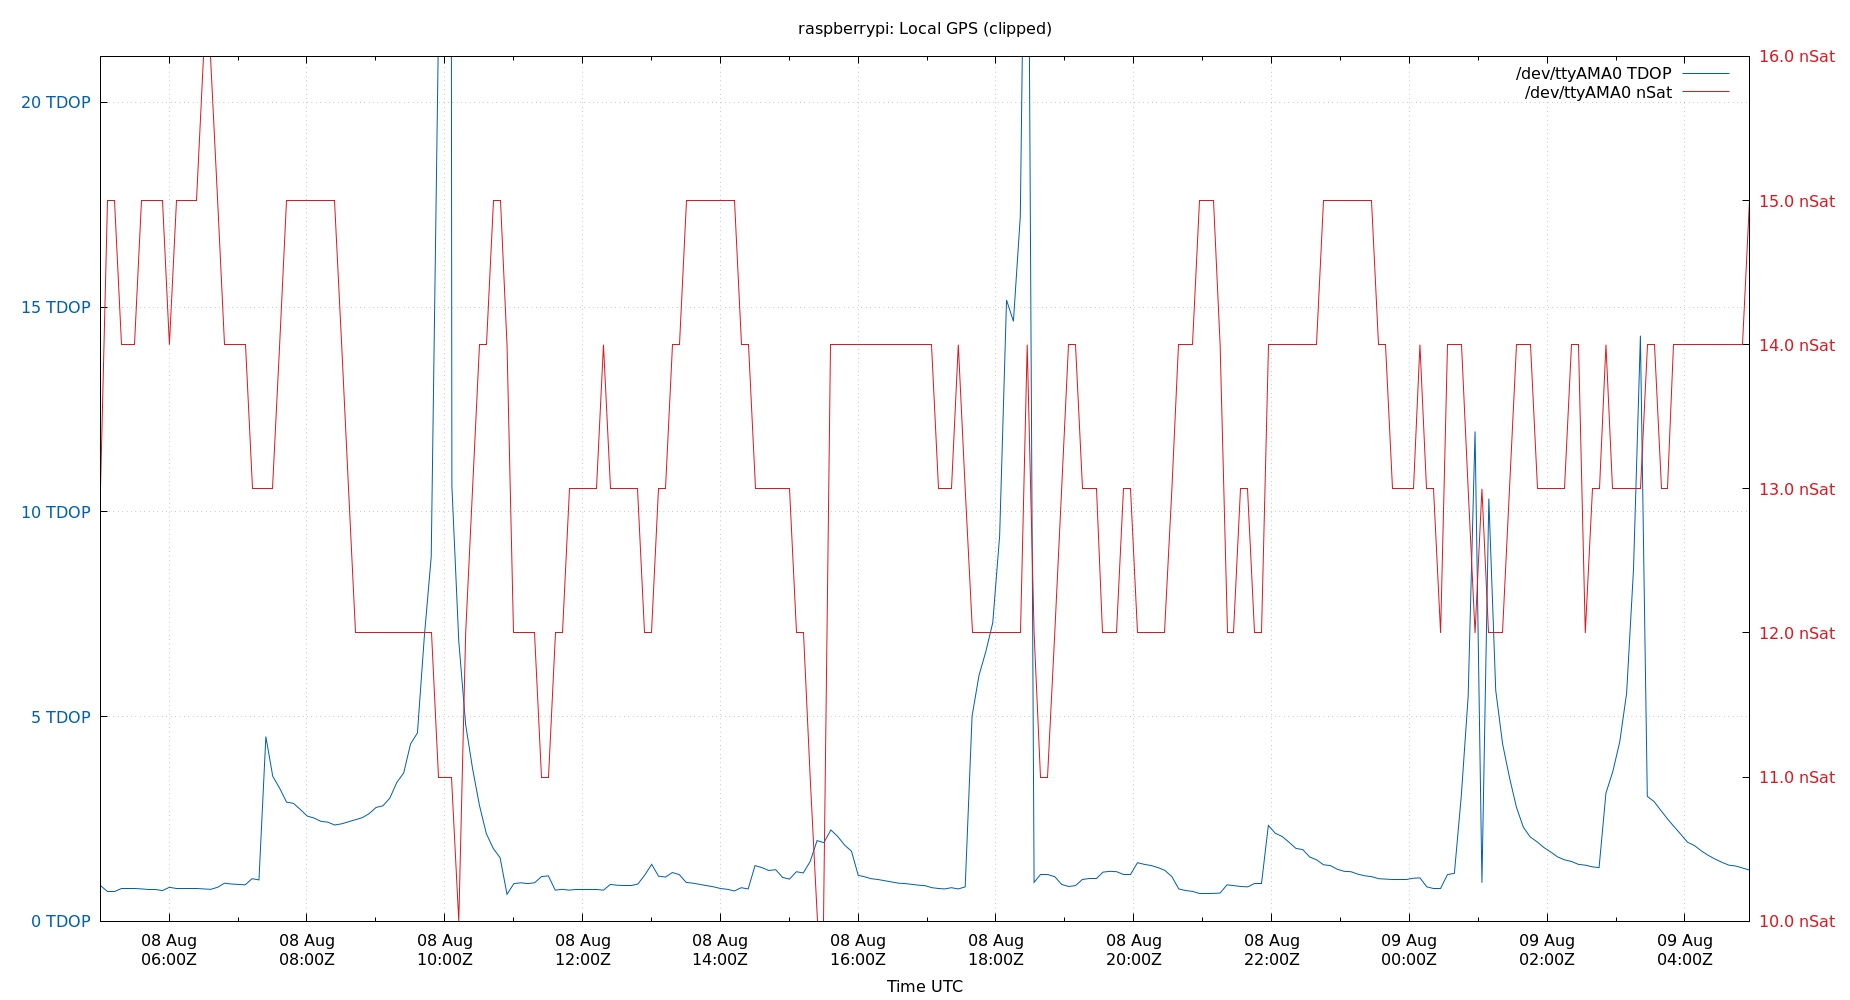 raspberrypi: Local GPS (clipped)
16.0 nSat
/dev/ttyAMA0 TDOP
/dev/ttyAMA0 nSat
20 TDOP
15.0 nSat
15 TDOP
14.0 nSat
13.0 nSat
10 TDOP
12.0 nSat
5 TDOP
11.0 nSat
0 TDOP
10.0 nSat
08 Aug 08 Aug 08 Aug 08 Aug 08 Aug 08 Aug 08 Aug 08 Aug 08 Aug 09 Aug 09 Aug 09 Aug
06:00Z 08:00Z 10:00Z 12:00Z 14:00Z 16:00Z 18:00Z 20:00Z 22:00Z 00:00Z 02:00Z 04:00Z
Time UTC